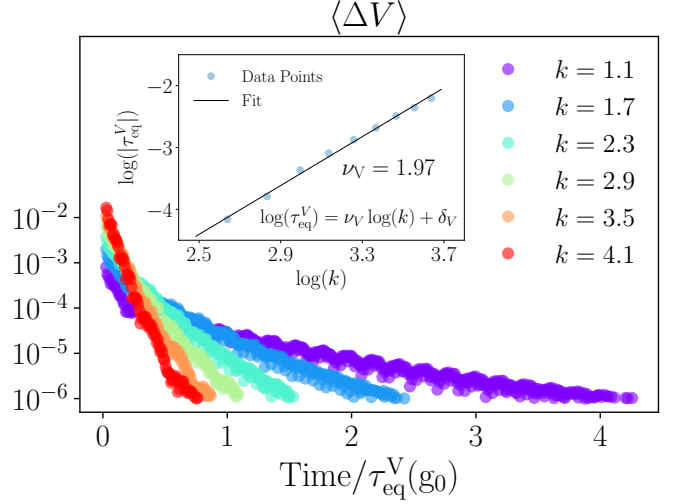 ⟨ΔV⟩
10⁻²
10⁻³
10⁻⁴
10⁻⁵
10⁻⁶
0 1 2 3 4
Time/τ_eq^V(g₀)
k = 1.1
k = 1.7
k = 2.3
k = 2.9
k = 3.5
k = 4.1
Data Points
Fit
log(|τ_eq^V|)
−2
−3
−4
ν_V = 1.97
log(τ_eq^V) = ν_V log(k) + δ_V
2.5 2.9 3.3 3.7
log(k)